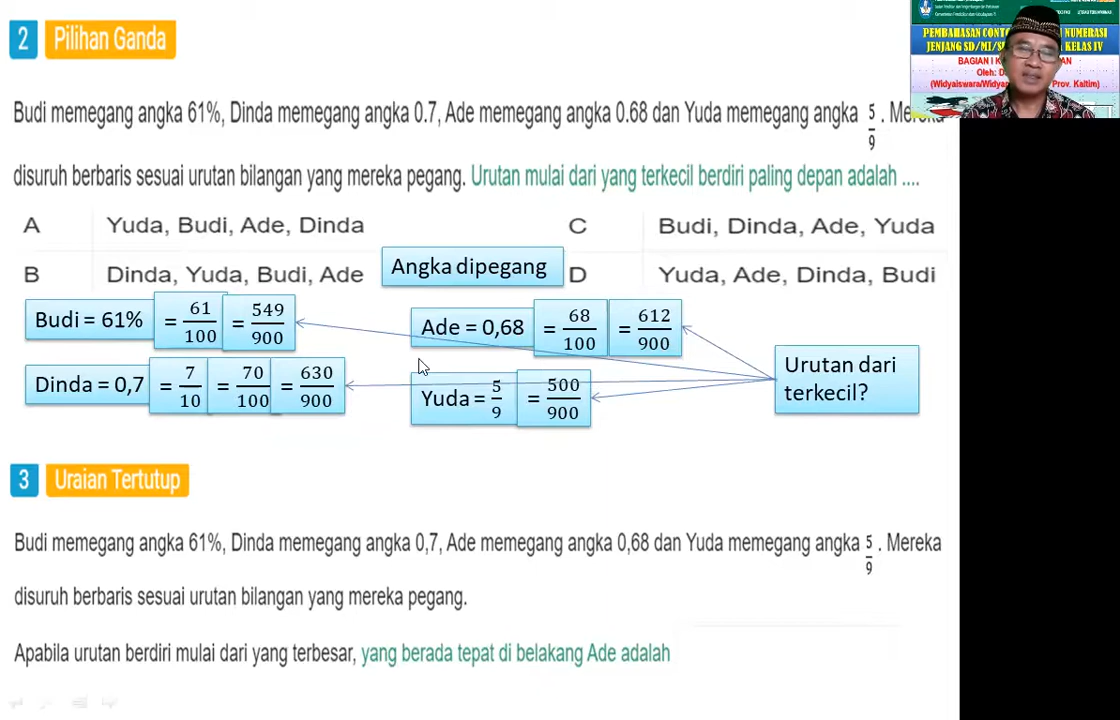 2 Pilihan Ganda
PEMBAHASAN CONTO NUMERASI
JENJANG SD/MI/S KELAS IV
BAGIAN I K AN
Oleh: D
(Widyaiswara/Widya Prov. Kaltim)
Budi memegang angka 61%, Dinda memegang angka 0.7, Ade memegang angka 0.68 dan Yuda memegang angka 5/9 . Mereka
disuruh berbaris sesuai urutan bilangan yang mereka pegang. Urutan mulai dari yang terkecil berdiri paling depan adalah ....
A Yuda, Budi, Ade, Dinda C Budi, Dinda, Ade, Yuda
B Dinda, Yuda, Budi, Ade D Yuda, Ade, Dinda, Budi
Angka dipegang
Budi = 61% = 61/100 = 549/900
Ade = 0,68 = 68/100 = 612/900
Dinda = 0,7 = 7/10 = 70/100 = 630/900
Yuda = 5/9 = 500/900
Urutan dari
terkecil?
3 Uraian Tertutup
Budi memegang angka 61%, Dinda memegang angka 0,7, Ade memegang angka 0,68 dan Yuda memegang angka 5/9 . Mereka
disuruh berbaris sesuai urutan bilangan yang mereka pegang.
Apabila urutan berdiri mulai dari yang terbesar, yang berada tepat di belakang Ade adalah